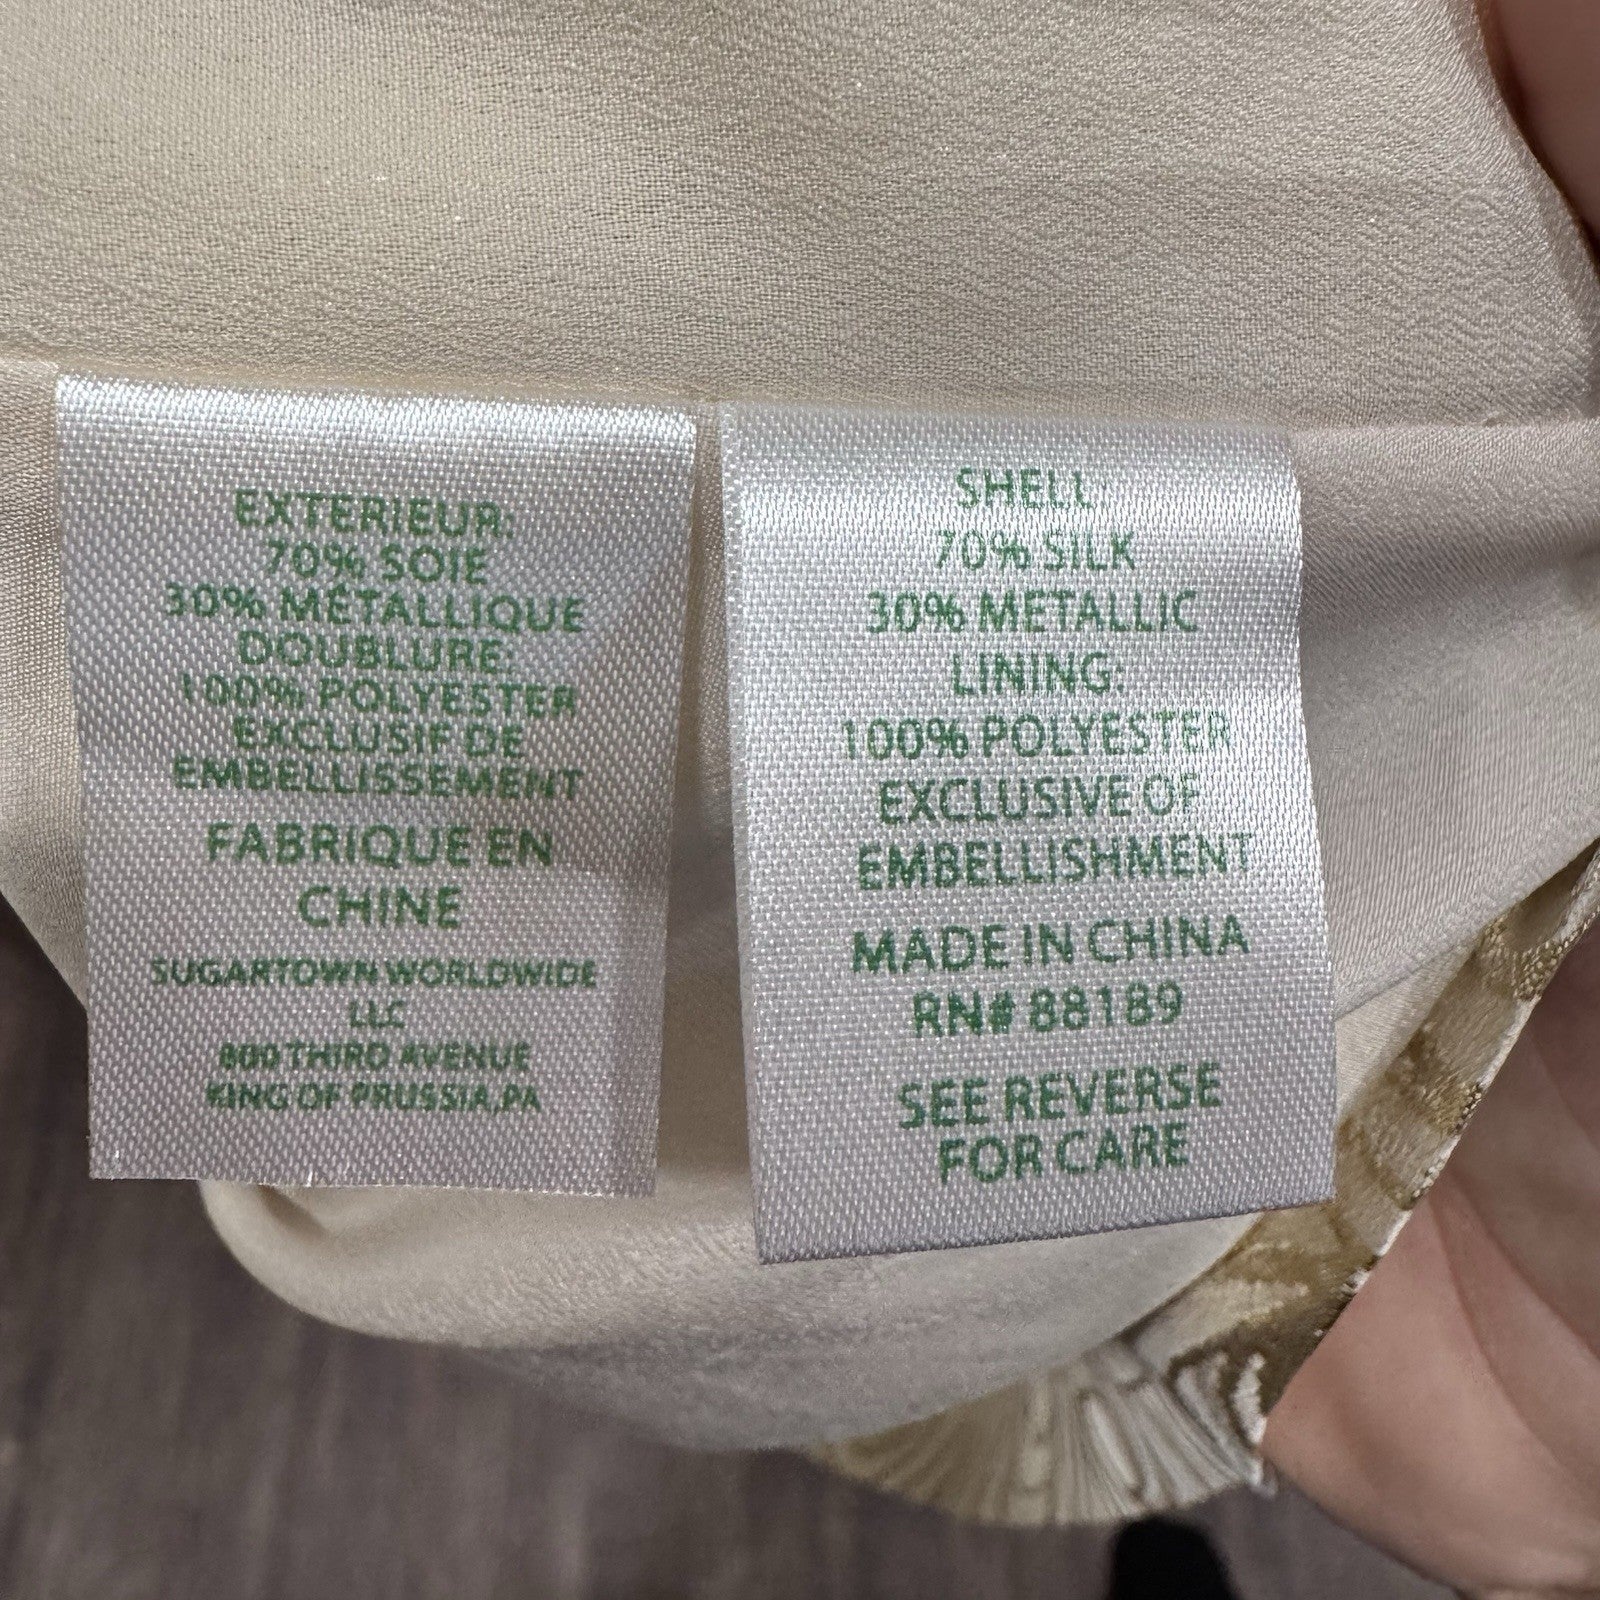 EXTERIEUR:
70% SOIE
30% MÉTALLIQUE
DOUBLURE:
100% POLYESTER
EXCLUSIF DE
EMBELLISSEMENT
FABRIQUE EN
CHINE
SUGARTOWN WORLDWIDE
LLC
800 THIRD AVENUE
KING OF PRUSSIA, PA
SHELL:
70% SILK
30% METALLIC
LINING:
100% POLYESTER
EXCLUSIVE OF
EMBELLISHMENT
MADE IN CHINA
RN# 88189
SEE REVERSE
FOR CARE